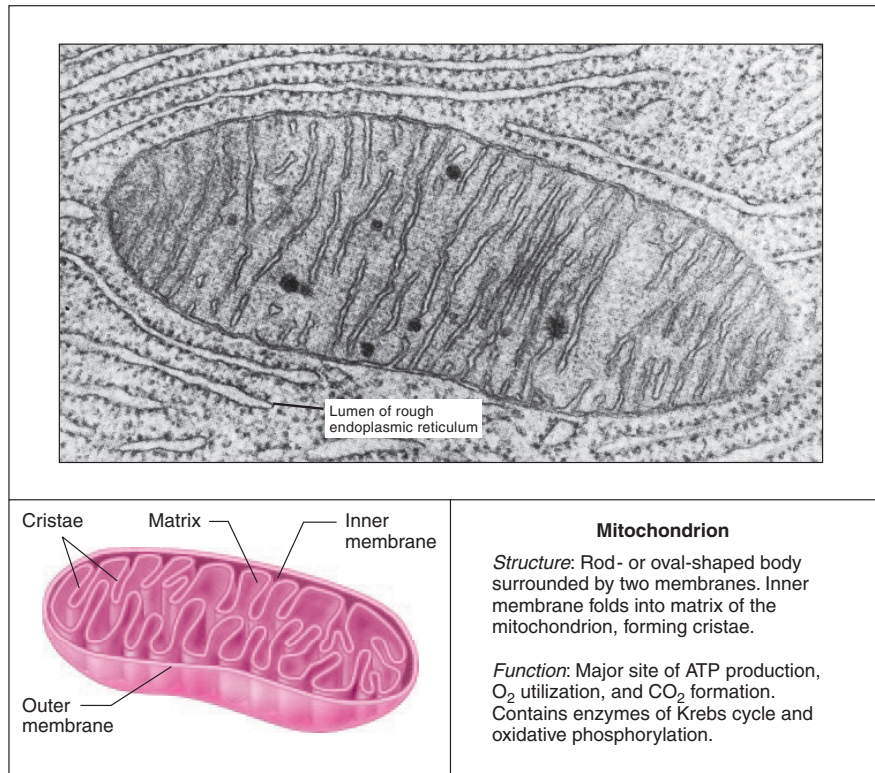 Lumen of rough
endoplasmic reticulum
Cristae
Matrix
Inner
membrane
Outer
membrane
Mitochondrion
Structure: Rod- or oval-shaped body
surrounded by two membranes. Inner
membrane folds into matrix of the
mitochondrion, forming cristae.
Function: Major site of ATP production,
O₂ utilization, and CO₂ formation.
Contains enzymes of Krebs cycle and
oxidative phosphorylation.